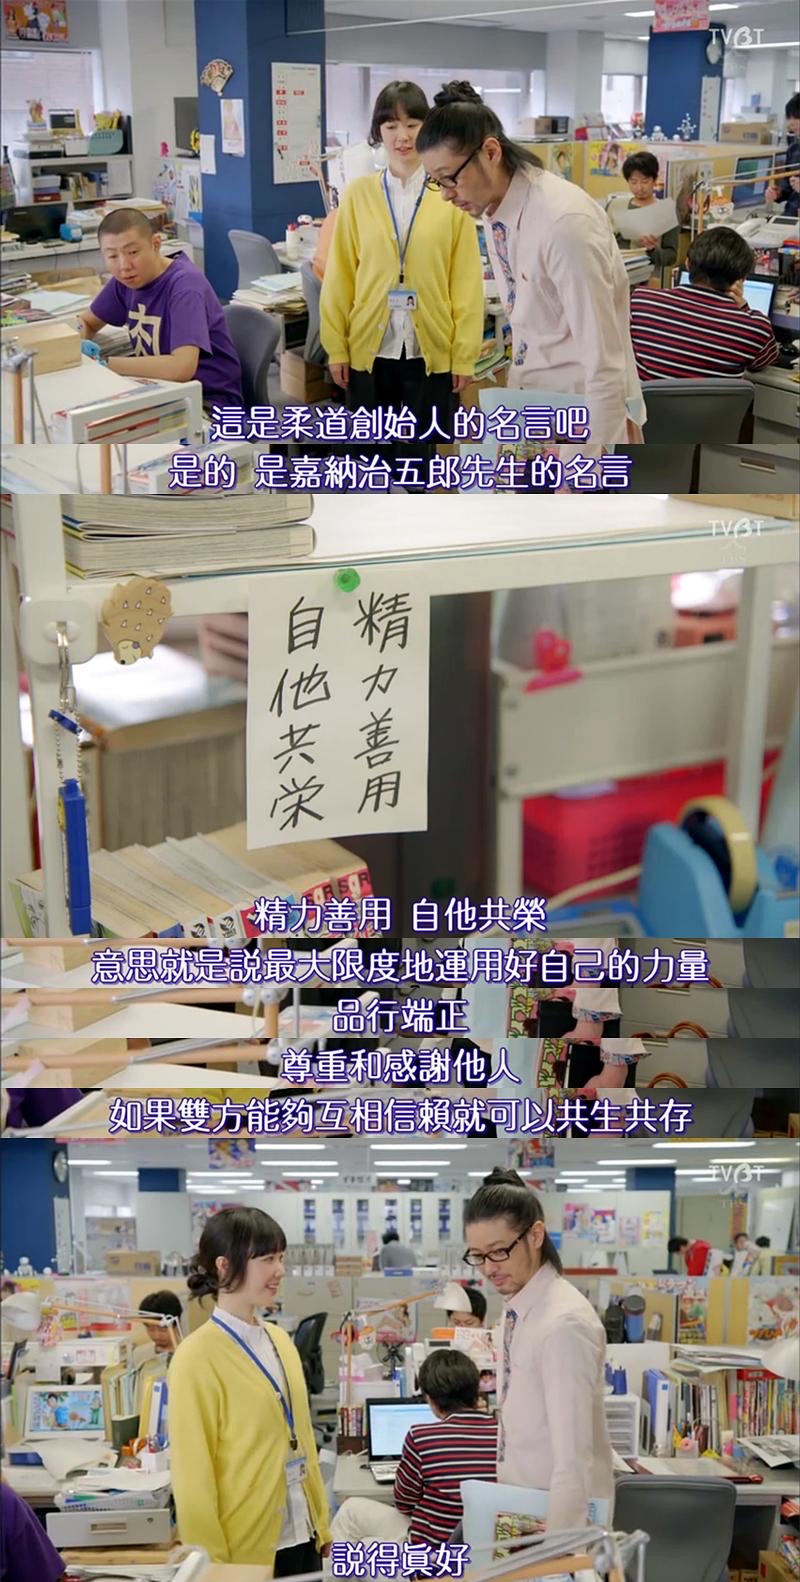 TVBT
肉
這是柔道創始人的名言吧
是的 是嘉納治五郎先生的名言
TVBT
精力善用
自他共栄
精力善用 自他共榮
意思就是說最大限度地運用好自己的力量
品行端正
尊重和感謝他人
如果雙方能夠互相信賴就可以共生共存
TVBT
說得眞好